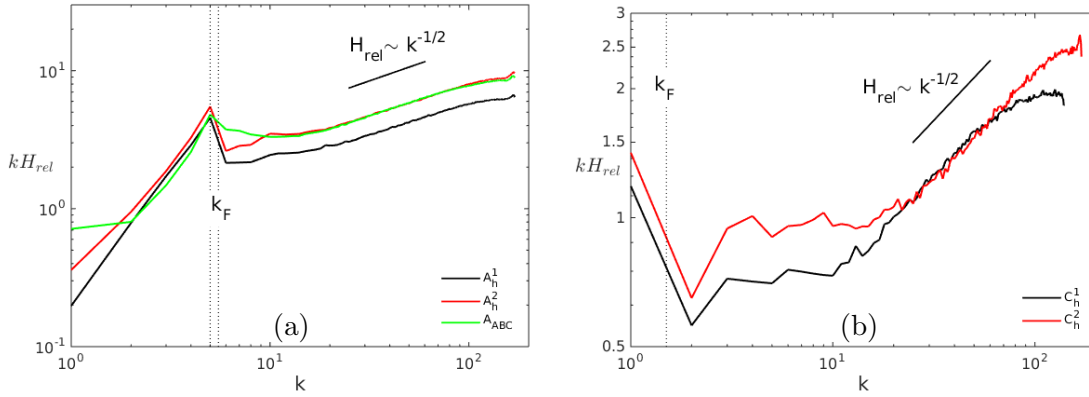 10^1
10^0
10^-1
kH_rel
H_rel ~ k^-1/2
k_F
A_h^1
A_h^2
A_ABC
(a)
10^0
10^1
10^2
k
3
2.5
2
1.5
1
0.5
kH_rel
k_F
H_rel ~ k^-1/2
C_h^1
C_h^2
(b)
10^0
10^1
10^2
k